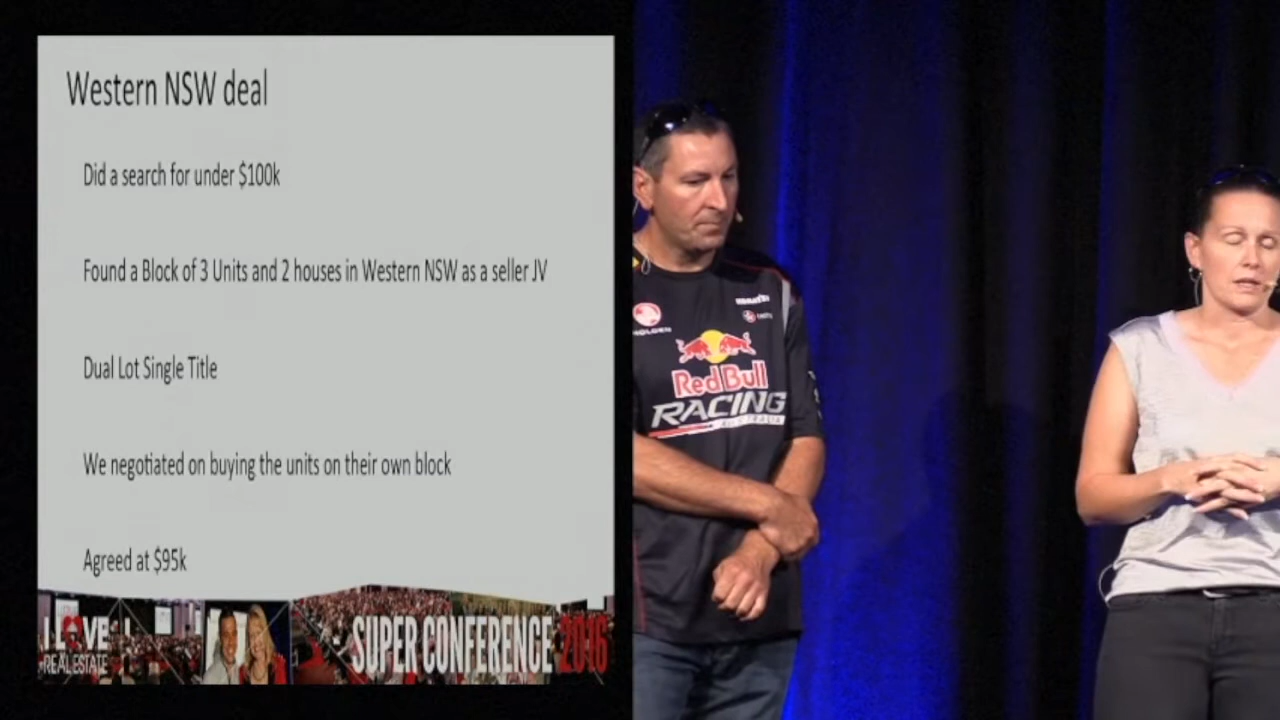 Western NSW deal
Did a search for under $100k
Found a Block of 3 Units and 2 houses in Western NSW as a seller JV
Dual Lot Single Title
We negotiated on buying the units on their own block
Agreed at $95k
I LOVE
REAL ESTATE
SUPER CONFERENCE 2016
HOLDEN
Red Bull
RACING
AUSTRALIA